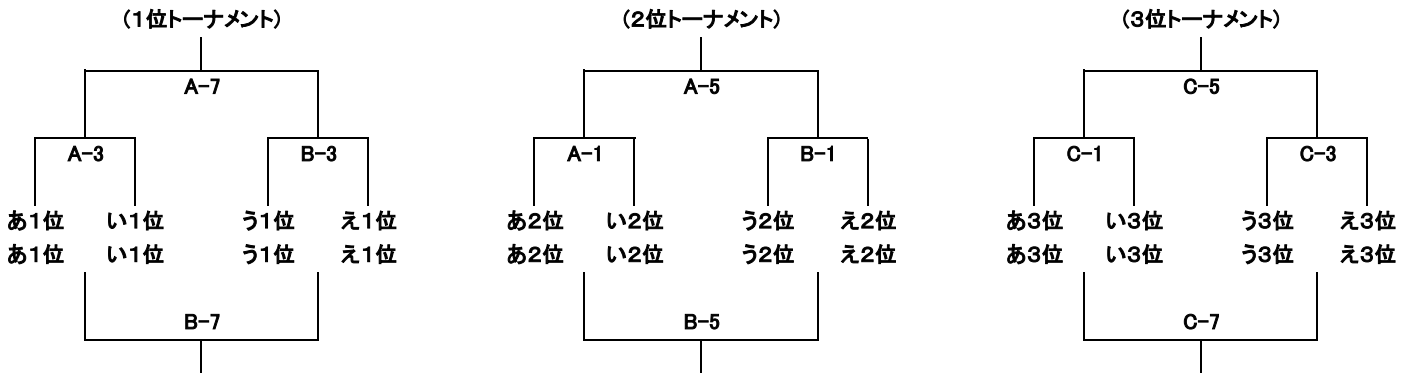 （１位トーナメント） （２位トーナメント） （３位トーナメント）
A-7 A-5 C-5
A-3 B-3 A-1 B-1 C-1 C-3
あ１位 い１位 う１位 え１位 あ２位 い２位 う２位 え２位 あ３位 い３位 う３位 え３位
あ１位 い１位 う１位 え１位 あ２位 い２位 う２位 え２位 あ３位 い３位 う３位 え３位
B-7 B-5 C-7